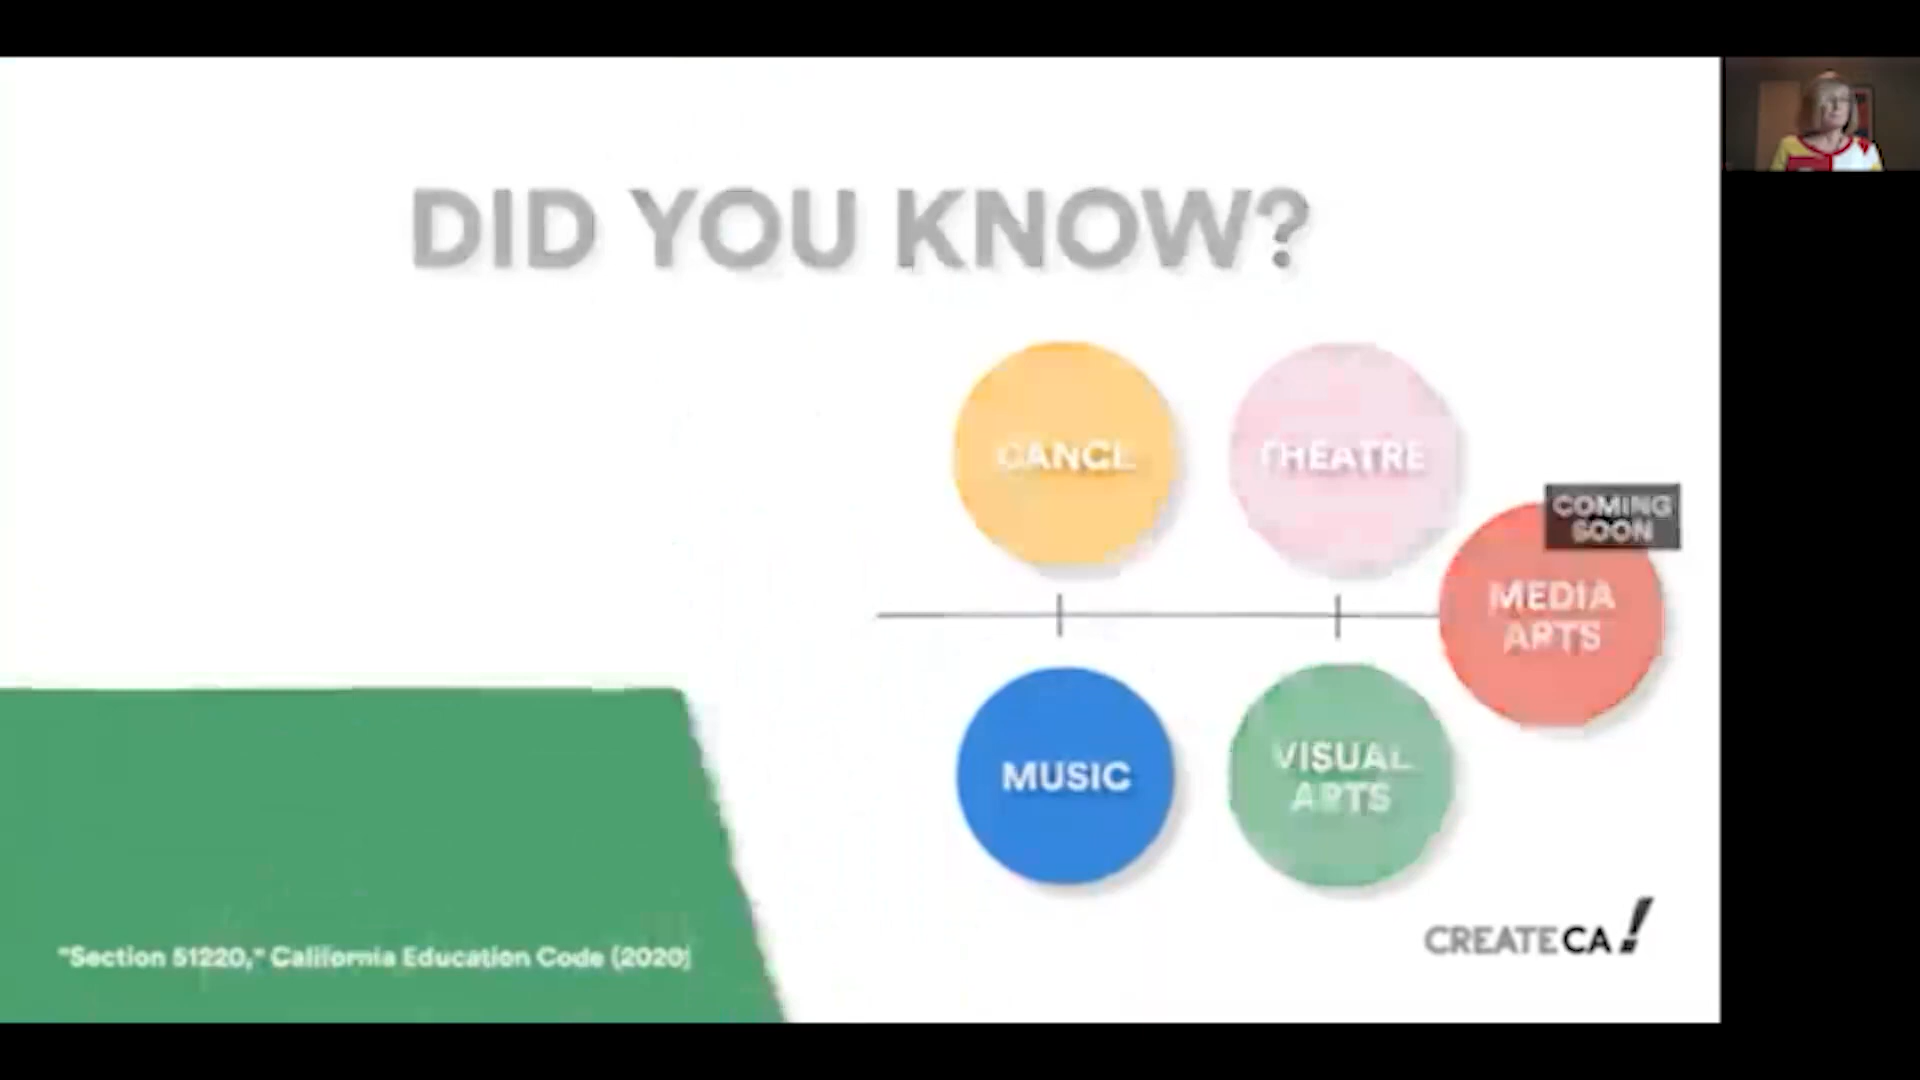 DID YOU KNOW?
DANCE
THEATRE
COMING
SOON
MEDIA
ARTS
MUSIC
VISUAL
ARTS
CREATE CA!
"Section 51220," California Education Code (2020)